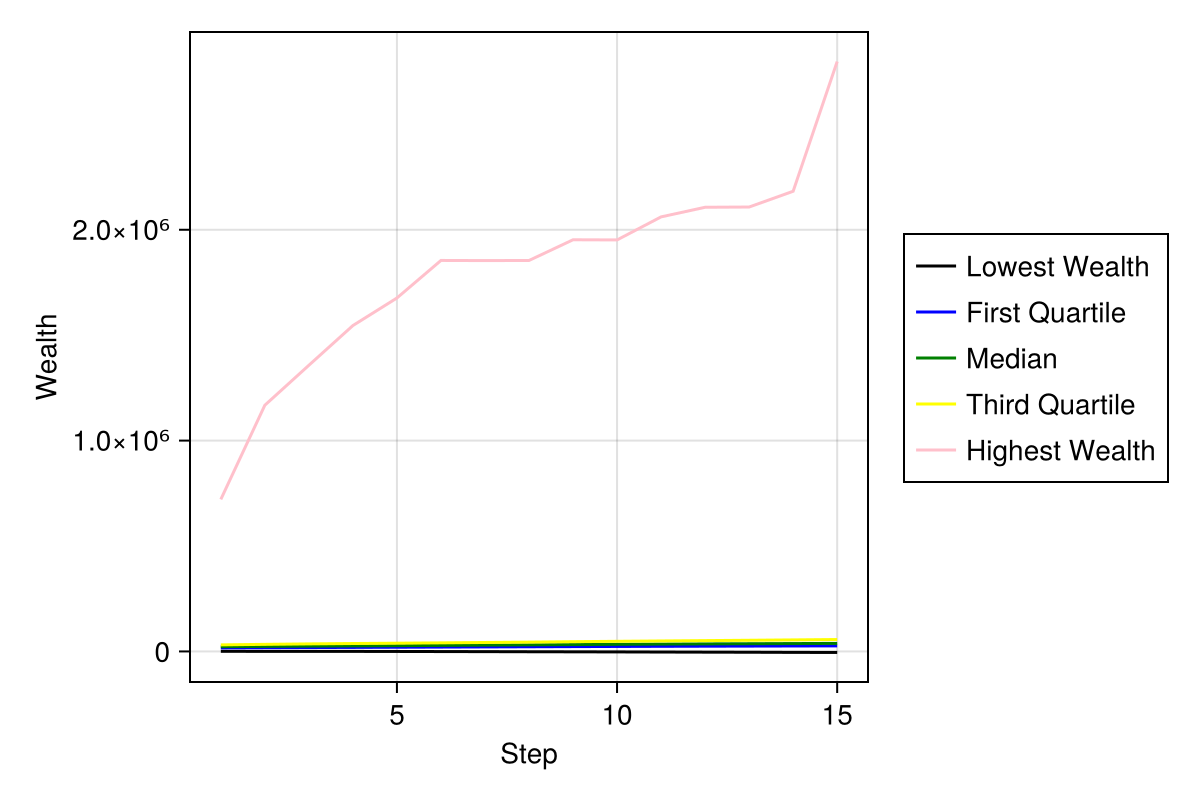 Wealth
2.0×10⁶
1.0×10⁶
0
5
10
15
Step
Lowest Wealth
First Quartile
Median
Third Quartile
Highest Wealth